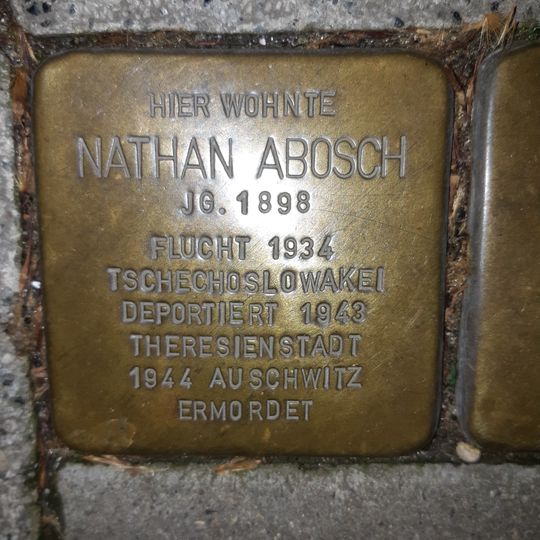 HIER WOHNTE
NATHAN ABOSCH
JG. 1898
FLUCHT 1934
TSCHECHOSLOWAKEI
DEPORTIERT 1943
THERESIENSTADT
1944 AUSCHWITZ
ERMORDET